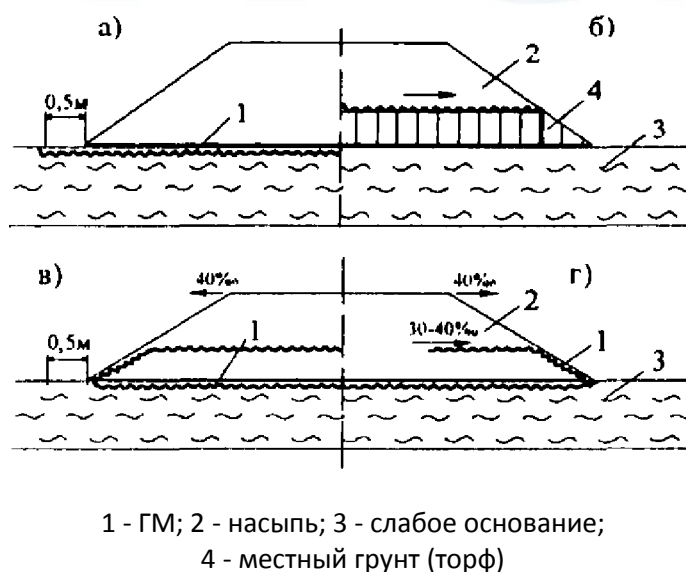 а) б)
2
4
0,5м 1
3
в) 40‰ 40‰ г)
30-40‰ 2
0,5м 1 1
3
1 - ГМ; 2 - насыпь; 3 - слабое основание;
4 - местный грунт (торф)